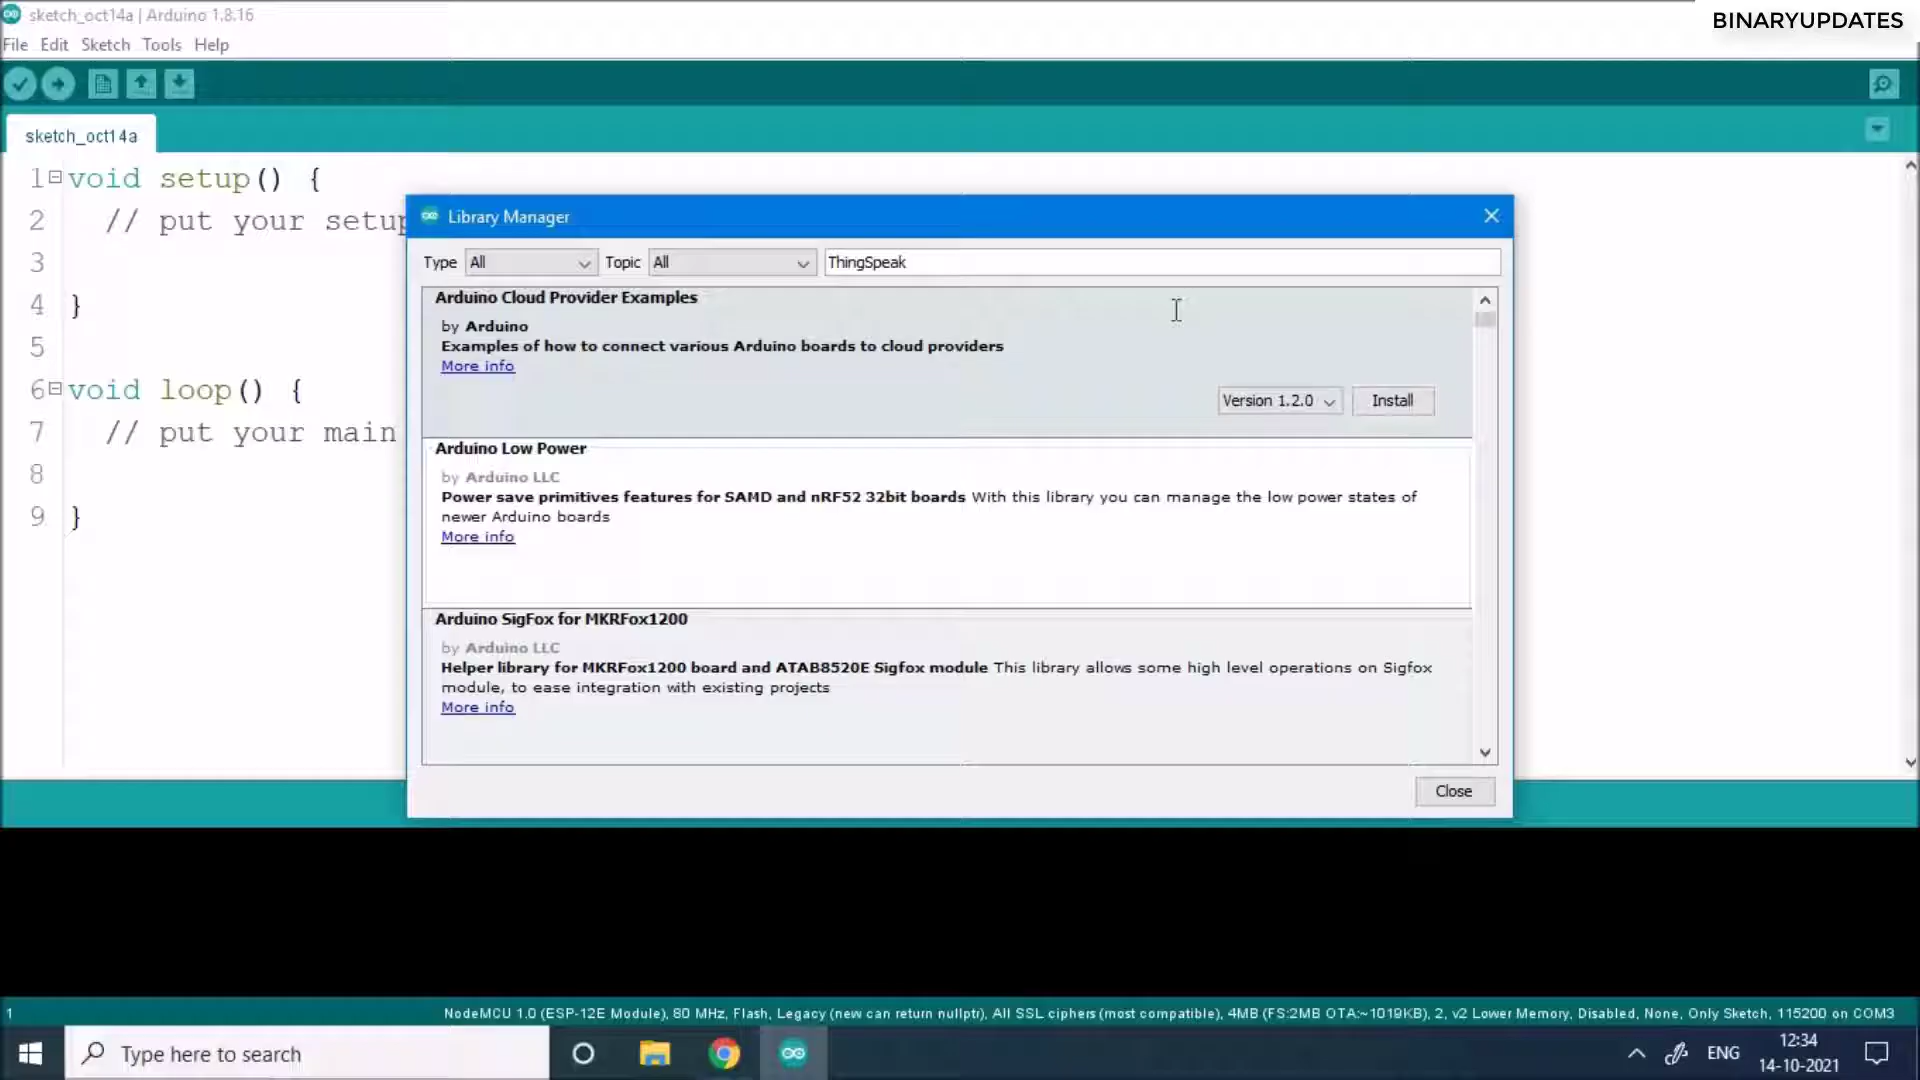 sketch_oct14a | Arduino 1.8.16
BINARYUPDATES
File Edit Sketch Tools Help
sketch_oct14a
1 void setup() {
2 // put your setup
3
4 }
5
6 void loop() {
7 // put your main
8
9 }
Library Manager
Type All Topic All ThingSpeak
Arduino Cloud Provider Examples
by Arduino
Examples of how to connect various Arduino boards to cloud providers
More info
Version 1.2.0 Install
Arduino Low Power
by Arduino LLC
Power save primitives features for SAMD and nRF52 32bit boards With this library you can manage the low power states of
newer Arduino boards
More info
Arduino SigFox for MKRFox1200
by Arduino LLC
Helper library for MKRFox1200 board and ATAB8520E Sigfox module This library allows some high level operations on Sigfox
module, to ease integration with existing projects
More info
Close
1 NodeMCU 1.0 (ESP-12E Module), 80 MHz, Flash, Legacy (new can return nullptr), All SSL ciphers (most compatible), 4MB (FS:2MB OTA:~1019KB), 2, v2 Lower Memory, Disabled, None, Only Sketch, 115200 on COM3
Type here to search
ENG
12:34
14-10-2021